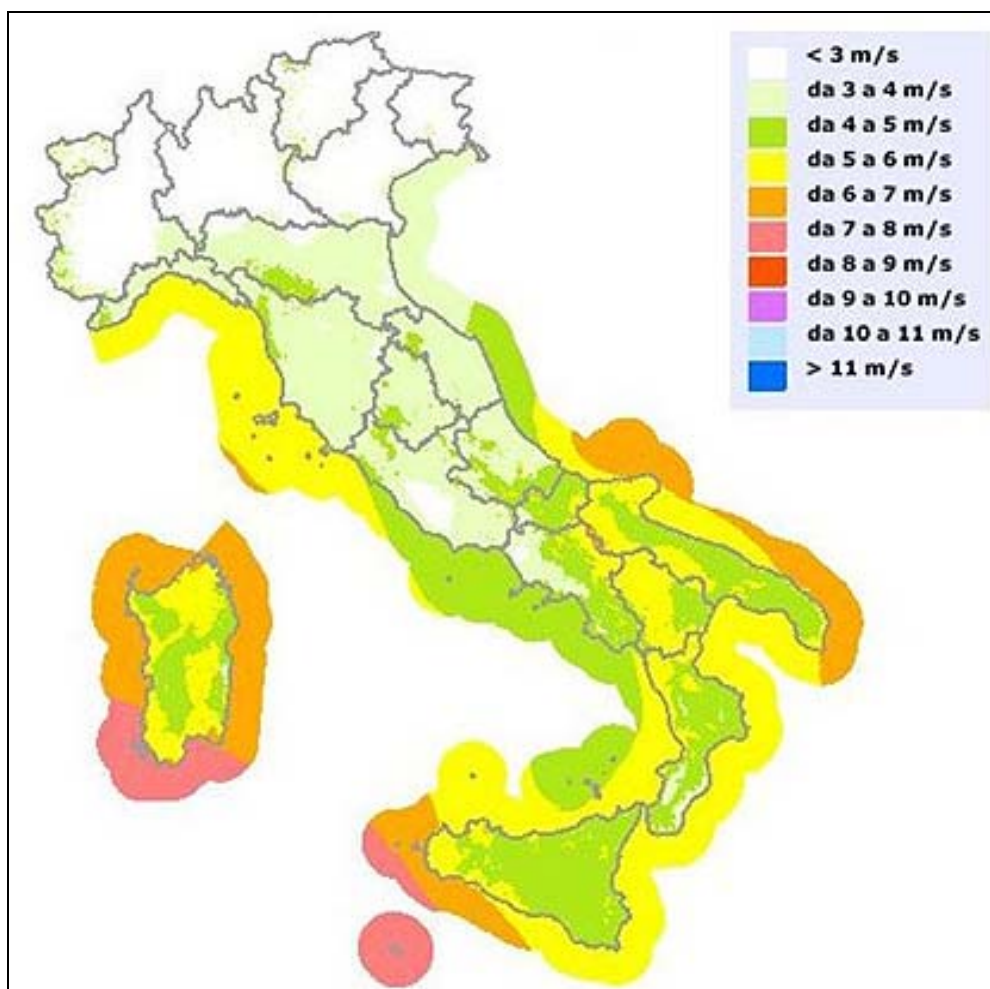 < 3 m/s
da 3 a 4 m/s
da 4 a 5 m/s
da 5 a 6 m/s
da 6 a 7 m/s
da 7 a 8 m/s
da 8 a 9 m/s
da 9 a 10 m/s
da 10 a 11 m/s
> 11 m/s